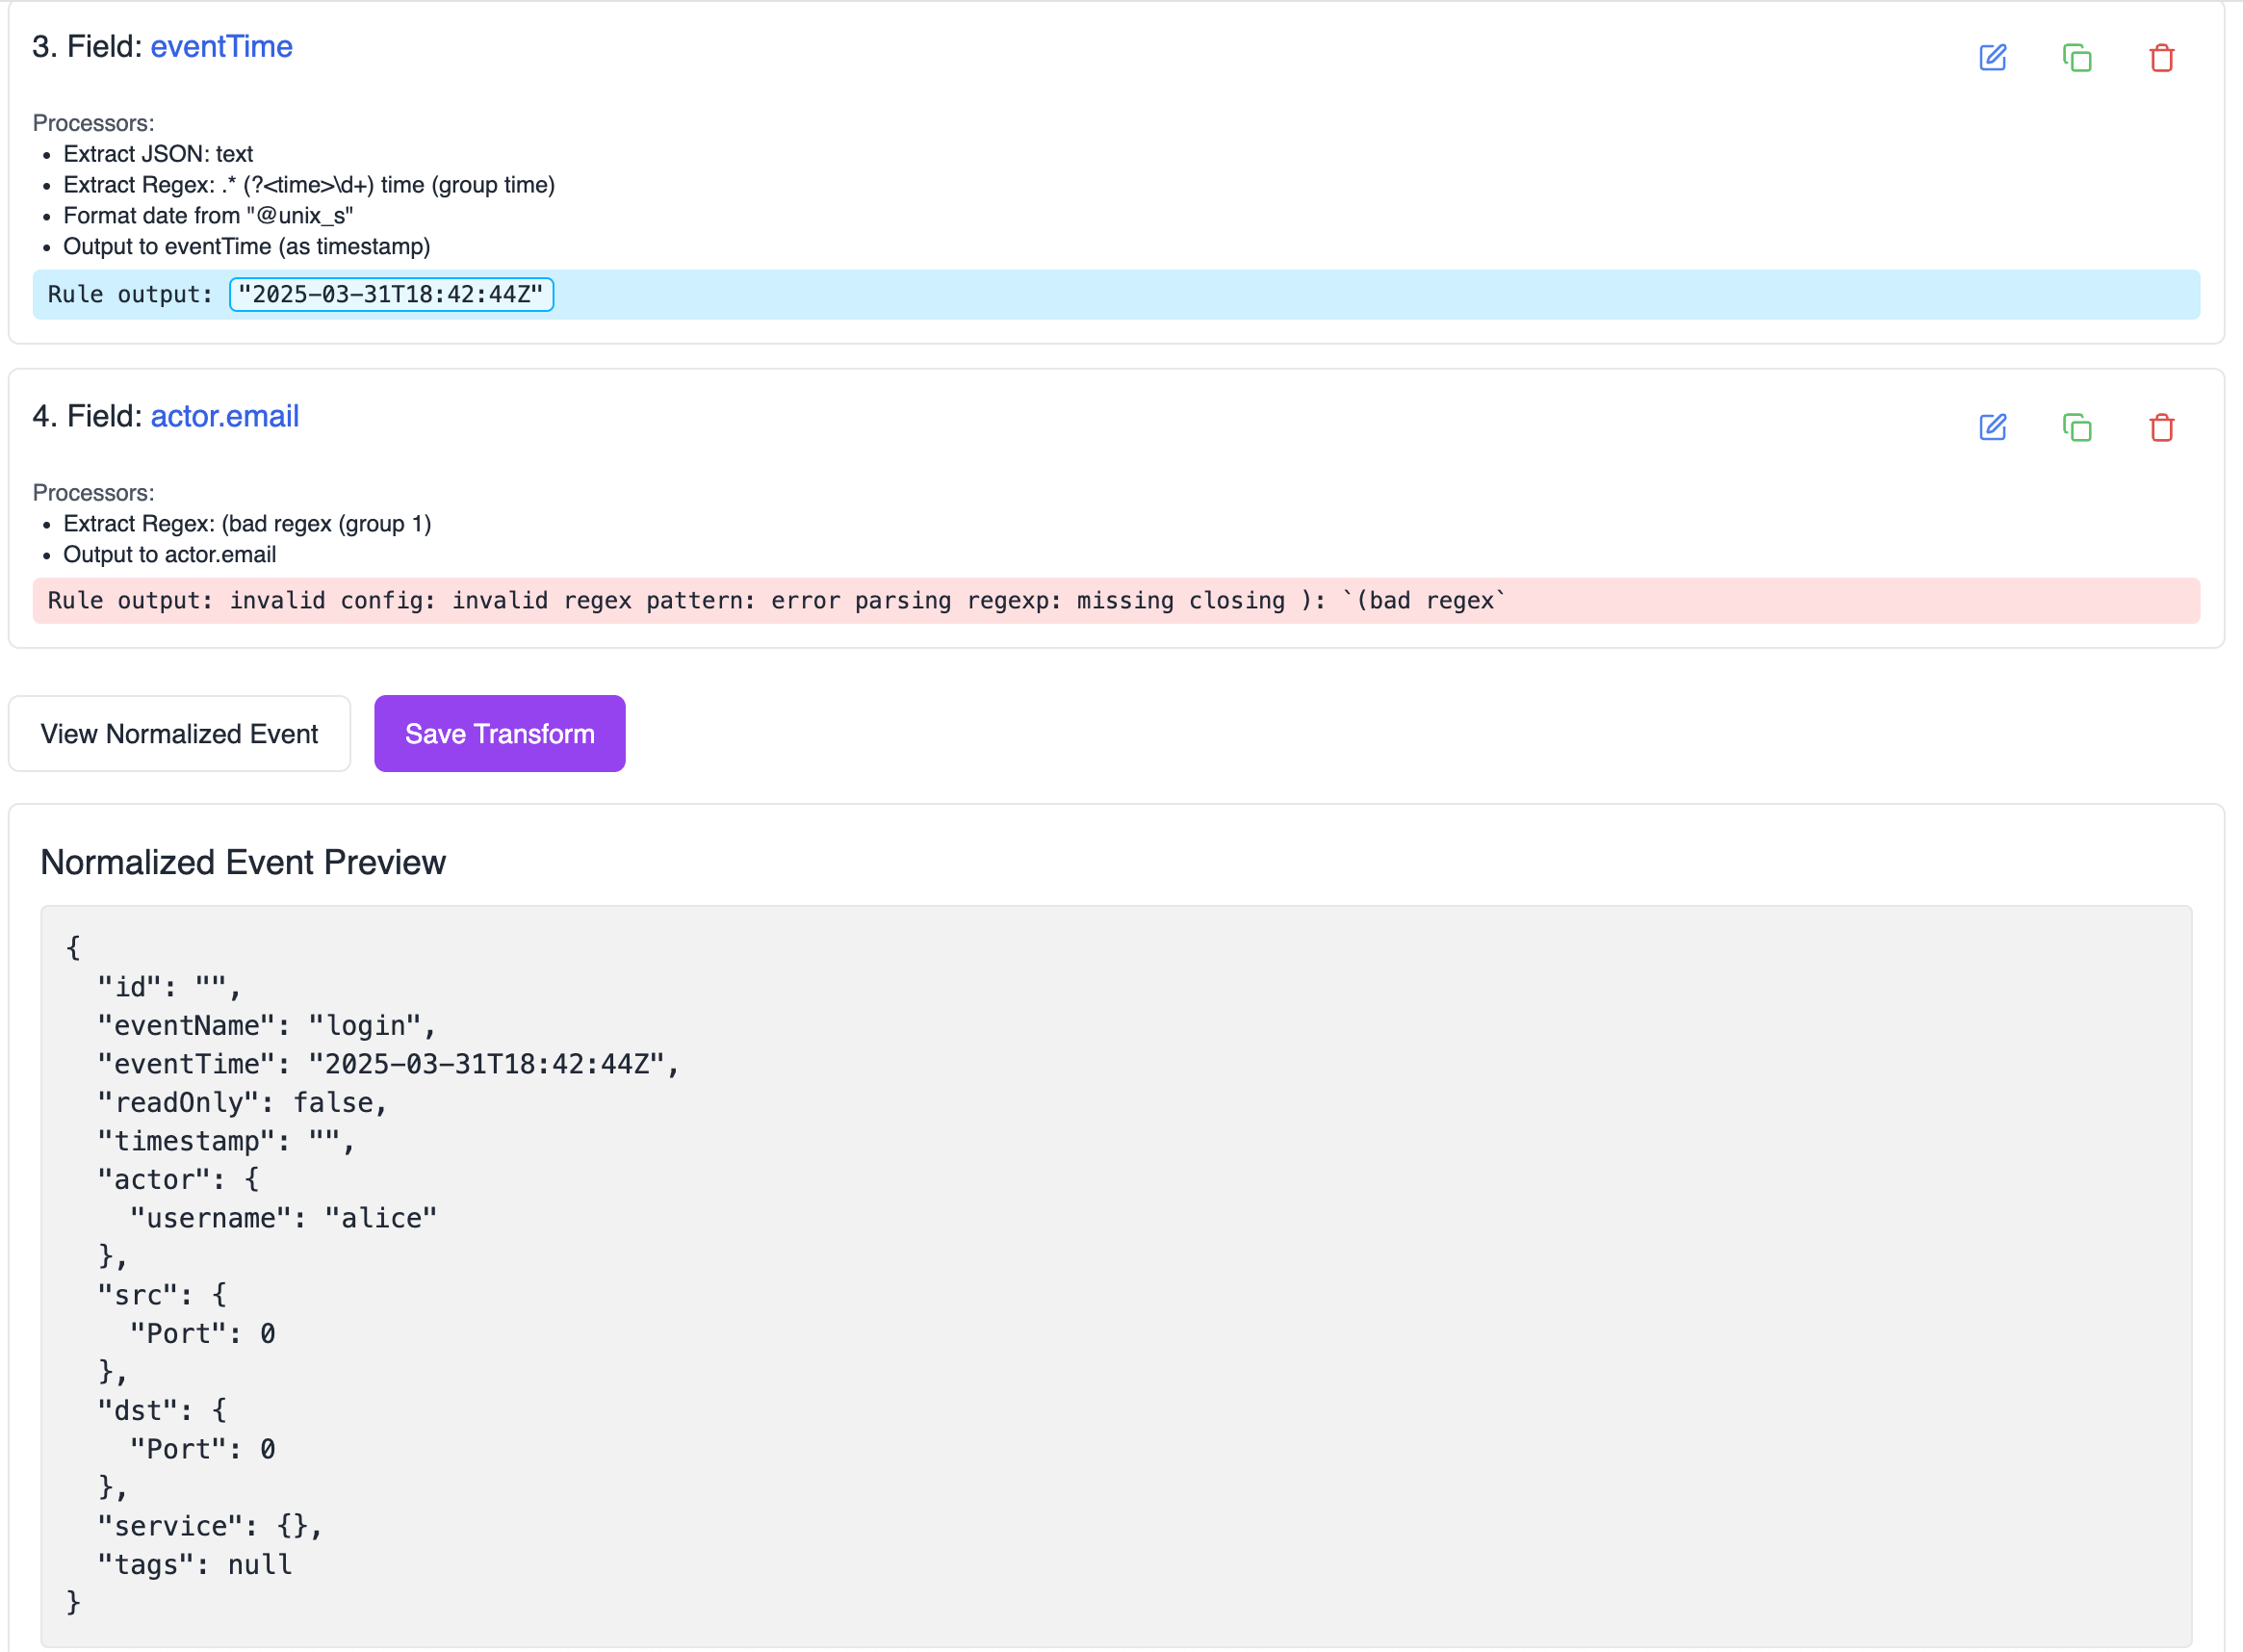 3. Field: eventTime
Processors:
• Extract JSON: text
• Extract Regex: .* (?<time>\d+) time (group time)
• Format date from "@unix_s"
• Output to eventTime (as timestamp)
Rule output: "2025-03-31T18:42:44Z"
4. Field: actor.email
Processors:
• Extract Regex: (bad regex (group 1)
• Output to actor.email
Rule output: invalid config: invalid regex pattern: error parsing regexp: missing closing ): `(bad regex`
View Normalized Event
Save Transform
Normalized Event Preview
{
  "id": "",
  "eventName": "login",
  "eventTime": "2025-03-31T18:42:44Z",
  "readOnly": false,
  "timestamp": "",
  "actor": {
    "username": "alice"
  },
  "src": {
    "Port": 0
  },
  "dst": {
    "Port": 0
  },
  "service": {},
  "tags": null
}